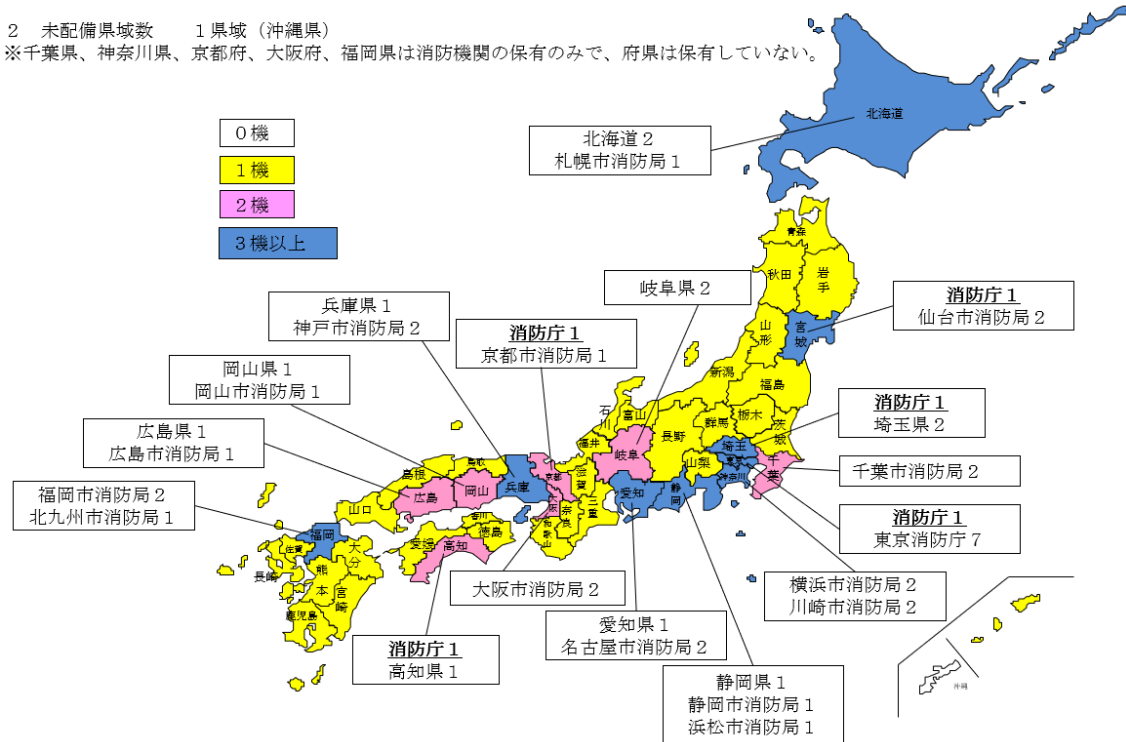 ２　未配備県域数　　１県域（沖縄県）
※千葉県、神奈川県、京都府、大阪府、福岡県は消防機関の保有のみで、府県は保有していない。
０機
１機
２機
３機以上
北海道２
札幌市消防局１
北海道
青森
秋田
岩手
岐阜県２
兵庫県１
神戸市消防局２
消防庁１
仙台市消防局２
消防庁１
京都市消防局１
山形
宮城
岡山県１
岡山市消防局１
新潟
福島
消防庁１
埼玉県２
石川
富山
群馬
栃木
茨城
広島県１
広島市消防局１
福井
長野
埼玉
岐阜
山梨
東京
千葉
神奈川
千葉市消防局２
島根
鳥取
京都
滋賀
福岡市消防局２
北九州市消防局１
広島
岡山
兵庫
愛知
静岡
大阪
奈良
三重
山口
香川
和歌山
消防庁１
東京消防庁７
福岡
愛媛
高知
徳島
佐賀
大分
長崎
熊本
宮崎
鹿児島
大阪市消防局２
横浜市消防局２
川崎市消防局２
愛知県１
名古屋市消防局２
消防庁１
高知県１
静岡県１
静岡市消防局１
浜松市消防局１
沖縄